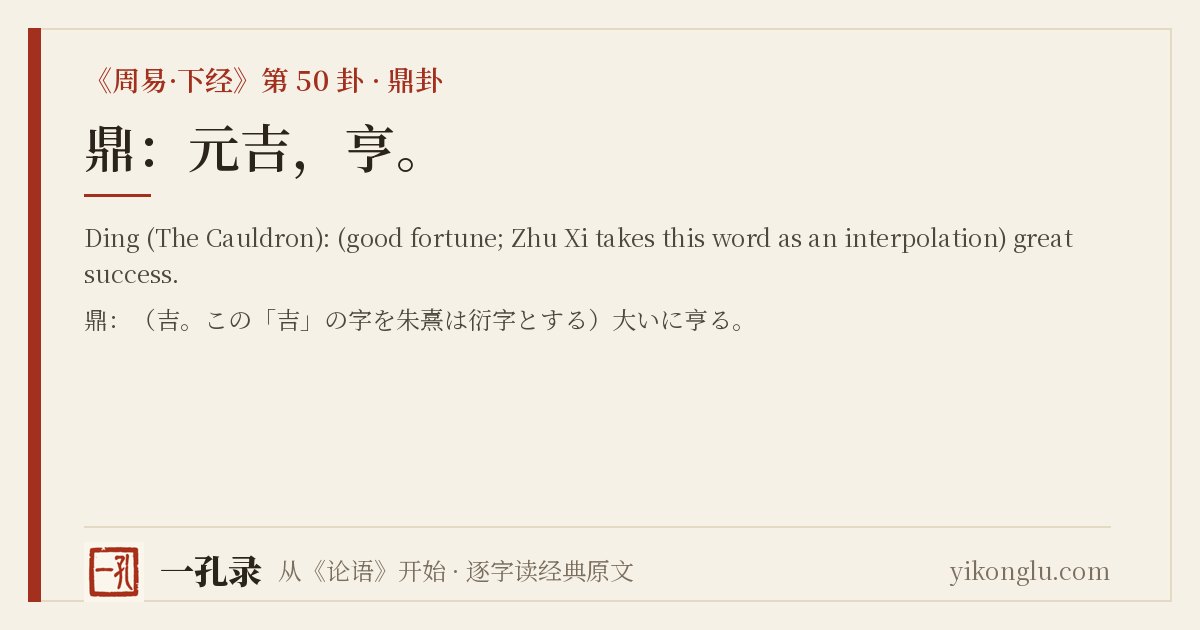 《周易·下经》第 50 卦 · 鼎卦
鼎：元吉，亨。
Ding (The Cauldron): (good fortune; Zhu Xi takes this word as an interpolation) great
success.
鼎：（吉。この「吉」の字を朱熹は衍字とする）大いに亨る。
一孔
一孔录 从《论语》开始 · 逐字读经典原文 yikonglu.com